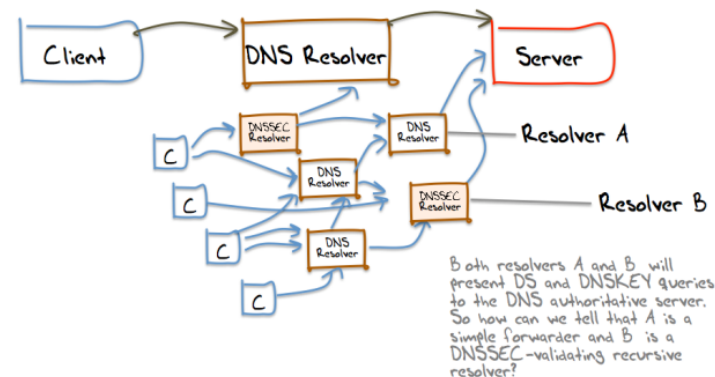 Client
DNS Resolver
Server
DNSSEC
Resolver
DNS
Resolver
Resolver A
C
DNS
Resolver
C
DNSSEC
Resolver
Resolver B
C
DNS
Resolver
C
Both resolvers A and B will
present DS and DNSKEY queries
to the DNS authoritative server.
So how can we tell that A is a
simple forwarder and B is a
DNSSEC-validating recursive
resolver?